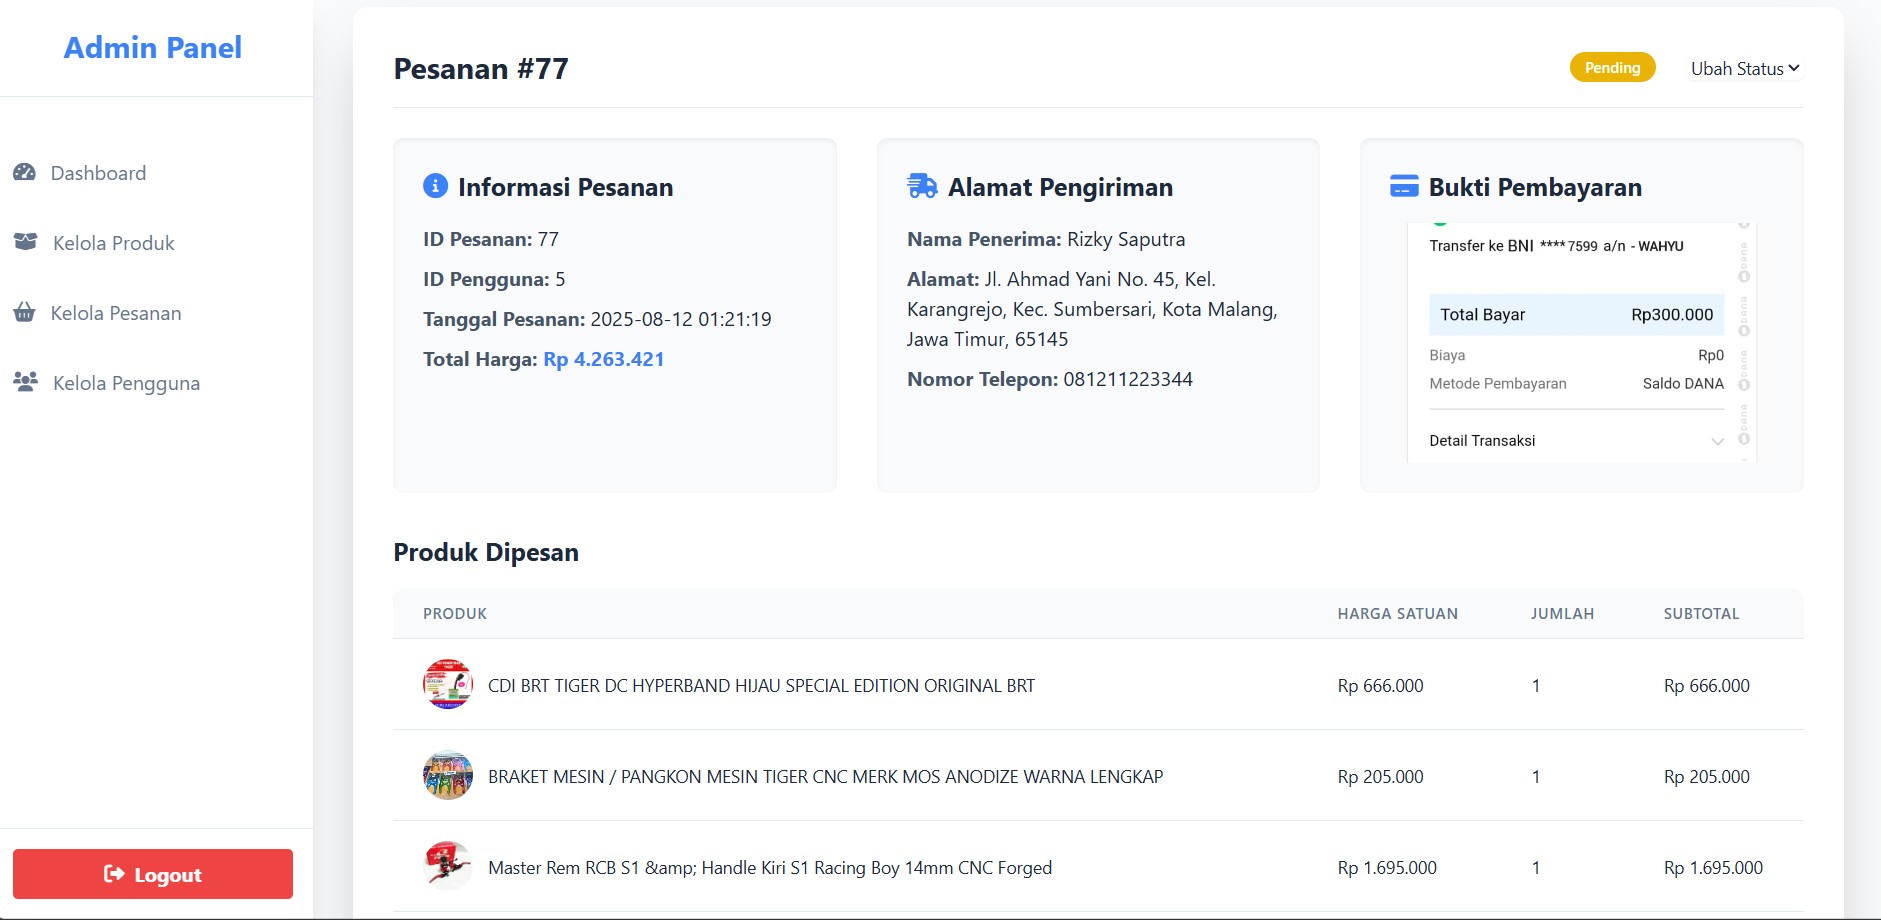 Admin Panel
Dashboard
Kelola Produk
Kelola Pesanan
Kelola Pengguna
Logout
Pesanan #77
Pending
Ubah Status
Informasi Pesanan
ID Pesanan: 77
ID Pengguna: 5
Tanggal Pesanan: 2025-08-12 01:21:19
Total Harga: Rp 4.263.421
Alamat Pengiriman
Nama Penerima: Rizky Saputra
Alamat: Jl. Ahmad Yani No. 45, Kel.
Karangrejo, Kec. Sumbersari, Kota Malang,
Jawa Timur, 65145
Nomor Telepon: 081211223344
Bukti Pembayaran
Transfer ke BNI ****7599 a/n - WAHYU
Total Bayar Rp300.000
Biaya Rp0
Metode Pembayaran Saldo DANA
Detail Transaksi
DANA
DANA
DANA
DANA
Produk Dipesan
PRODUK HARGA SATUAN JUMLAH SUBTOTAL
CDI BRT TIGER DC HYPERBAND HIJAU SPECIAL EDITION ORIGINAL BRT Rp 666.000 1 Rp 666.000
BRAKET MESIN / PANGKON MESIN TIGER CNC MERK MOS ANODIZE WARNA LENGKAP Rp 205.000 1 Rp 205.000
Master Rem RCB S1 &amp;amp; Handle Kiri S1 Racing Boy 14mm CNC Forged Rp 1.695.000 1 Rp 1.695.000